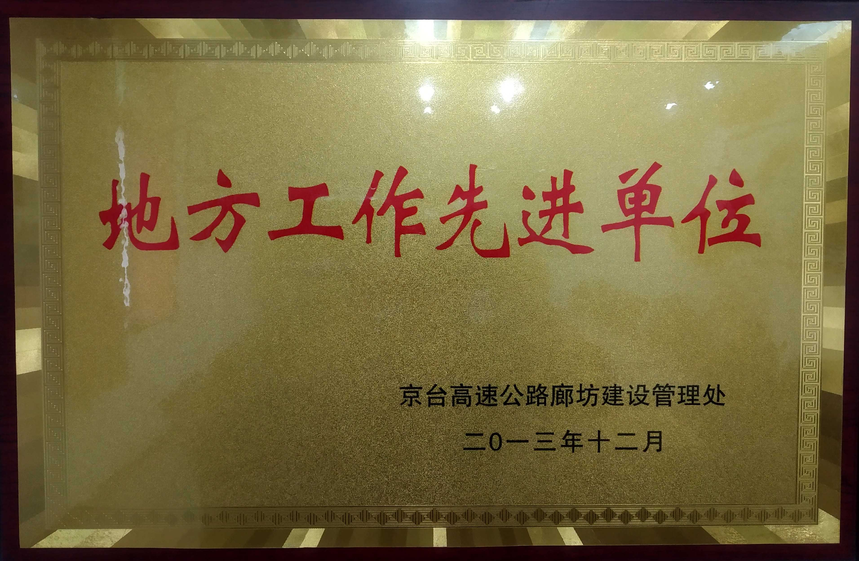 地方工作先进单位
京台高速公路廊坊建设管理处
二0一三年十二月